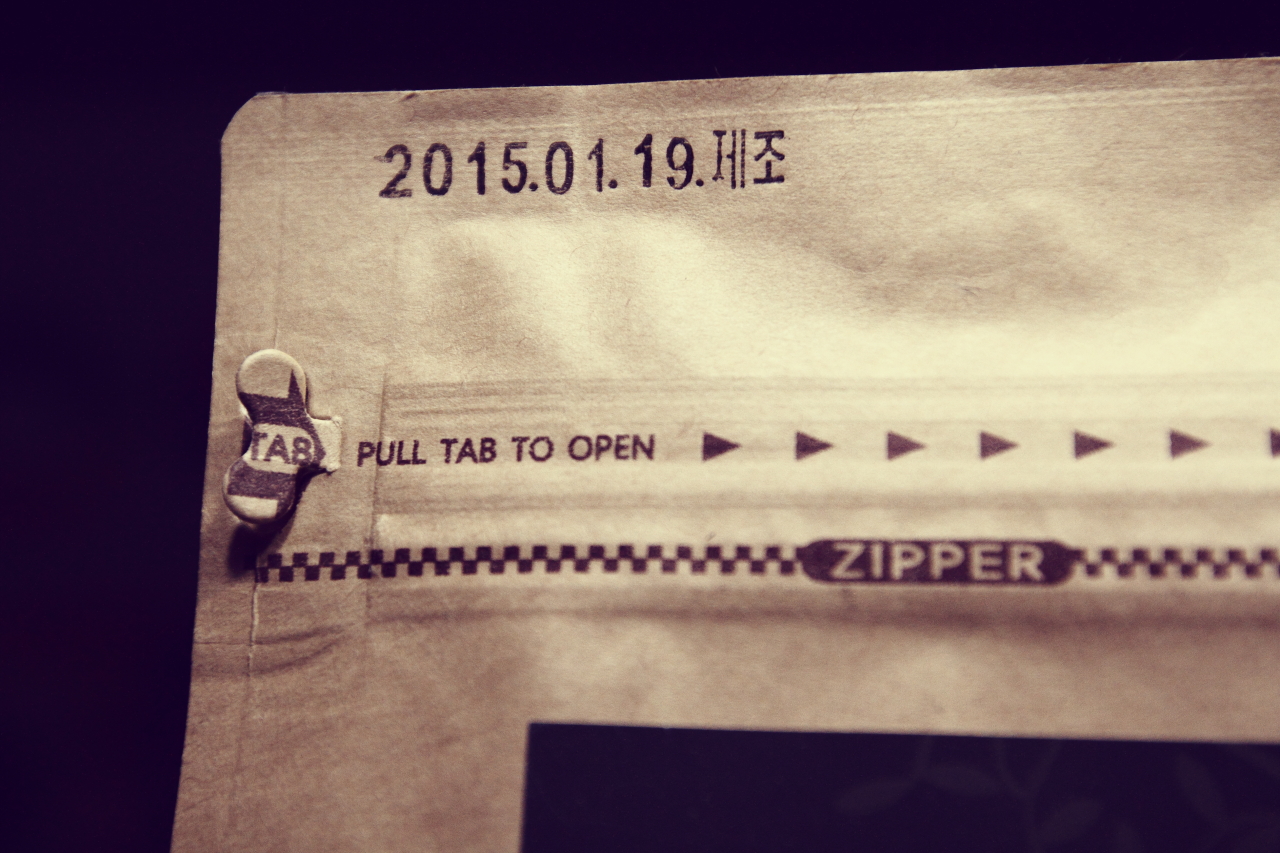 2015.01.19.제조
TAB PULL TAB TO OPEN
ZIPPER